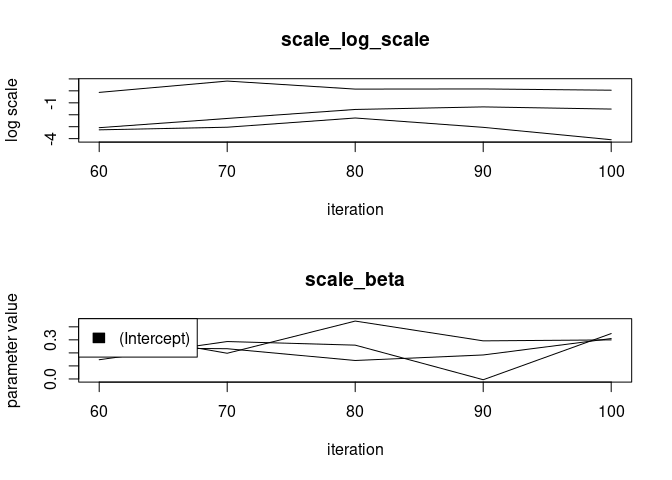 scale_log_scale
log scale
-1
-4
60 70 80 90 100
iteration
scale_beta
parameter value
0.3
0.0
(Intercept)
60 70 80 90 100
iteration